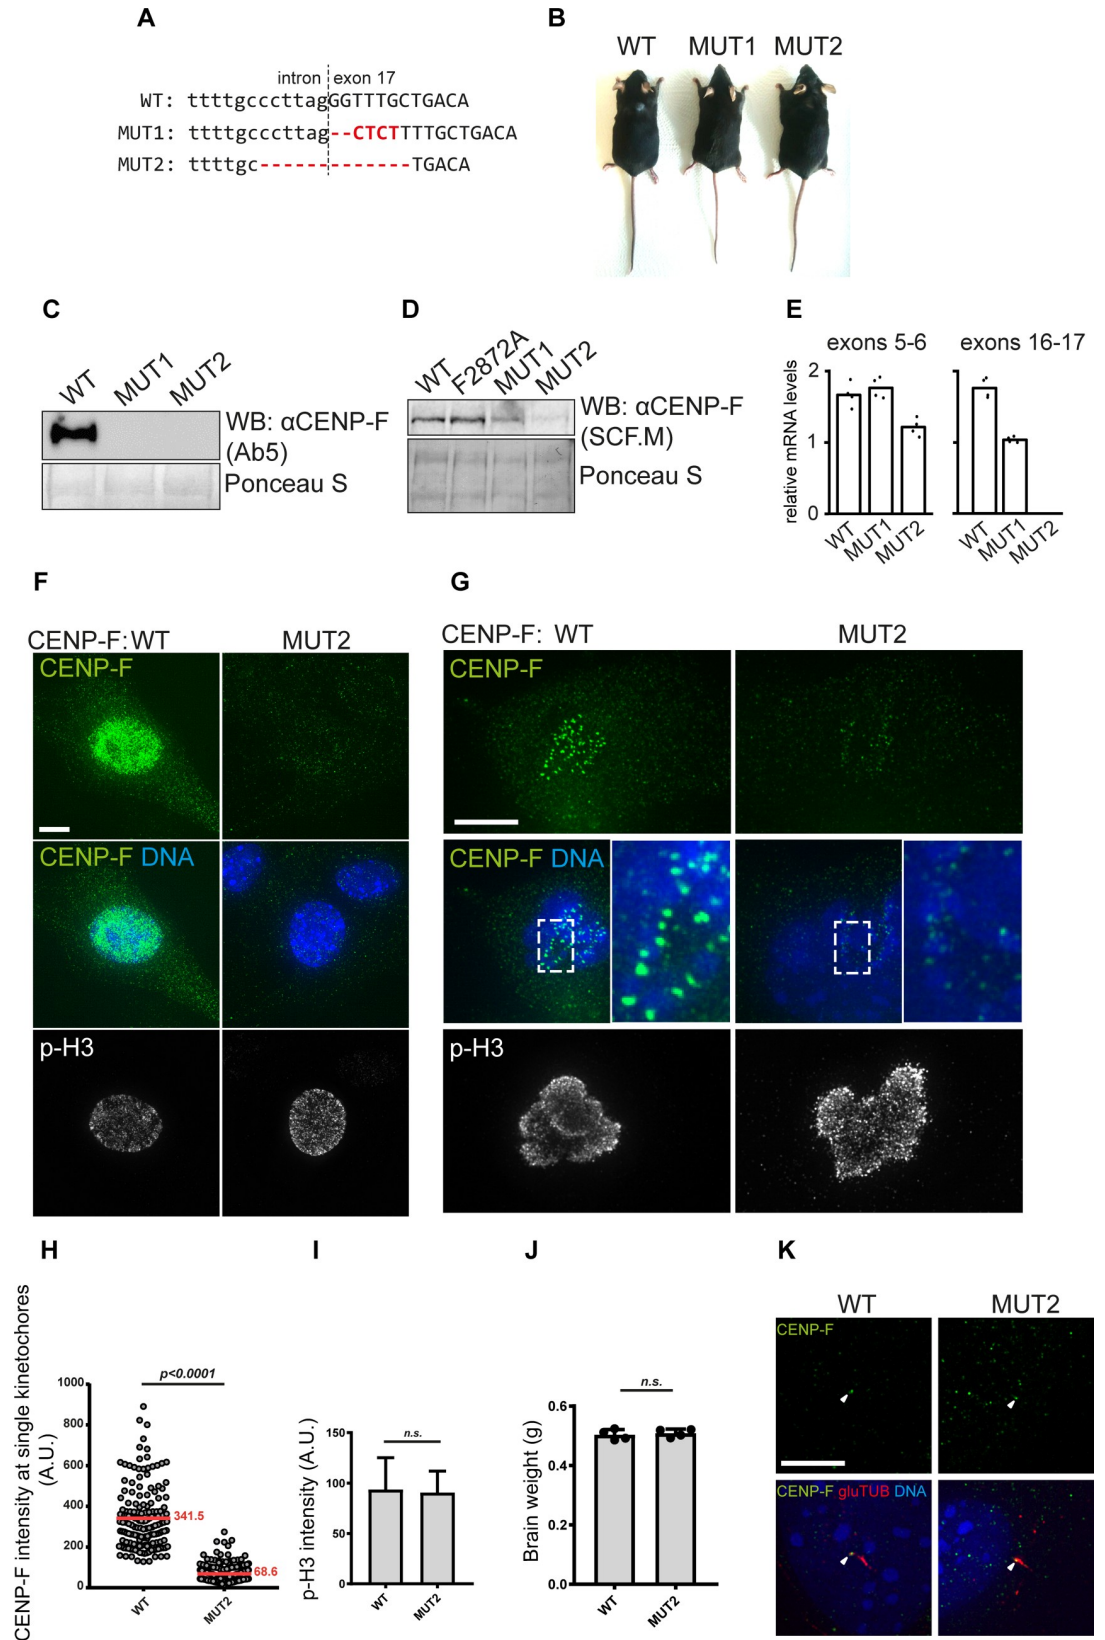 A
intron exon 17
WT: ttttgcccttagGGTTTGCTGACA
MUT1: ttttgcccttag--CTCTTTTGCTGACA
MUT2: ttttgc-------------TGACA
B
WT MUT1 MUT2
C
WT MUT1 MUT2
WB: αCENP-F
(Ab5)
Ponceau S
D
WT F2872A MUT1 MUT2
WB: αCENP-F
(SCF.M)
Ponceau S
E
exons 5-6 exons 16-17
relative mRNA levels
2
1
0
WT MUT1 MUT2 WT MUT1 MUT2
F
CENP-F: WT MUT2
CENP-F
CENP-F DNA
p-H3
G
CENP-F: WT MUT2
CENP-F
CENP-F DNA
p-H3
H
CENP-F intensity at single kinetochores
(A.U.)
p<0.0001
1000
800
600
400
200
0
341.5
68.6
WT MUT2
I
p-H3 intensity (A.U.)
n.s.
150
100
50
0
WT MUT2
J
Brain weight (g)
n.s.
0.6
0.4
0.2
0.0
WT MUT2
K
WT MUT2
CENP-F
CENP-F gluTUB DNA